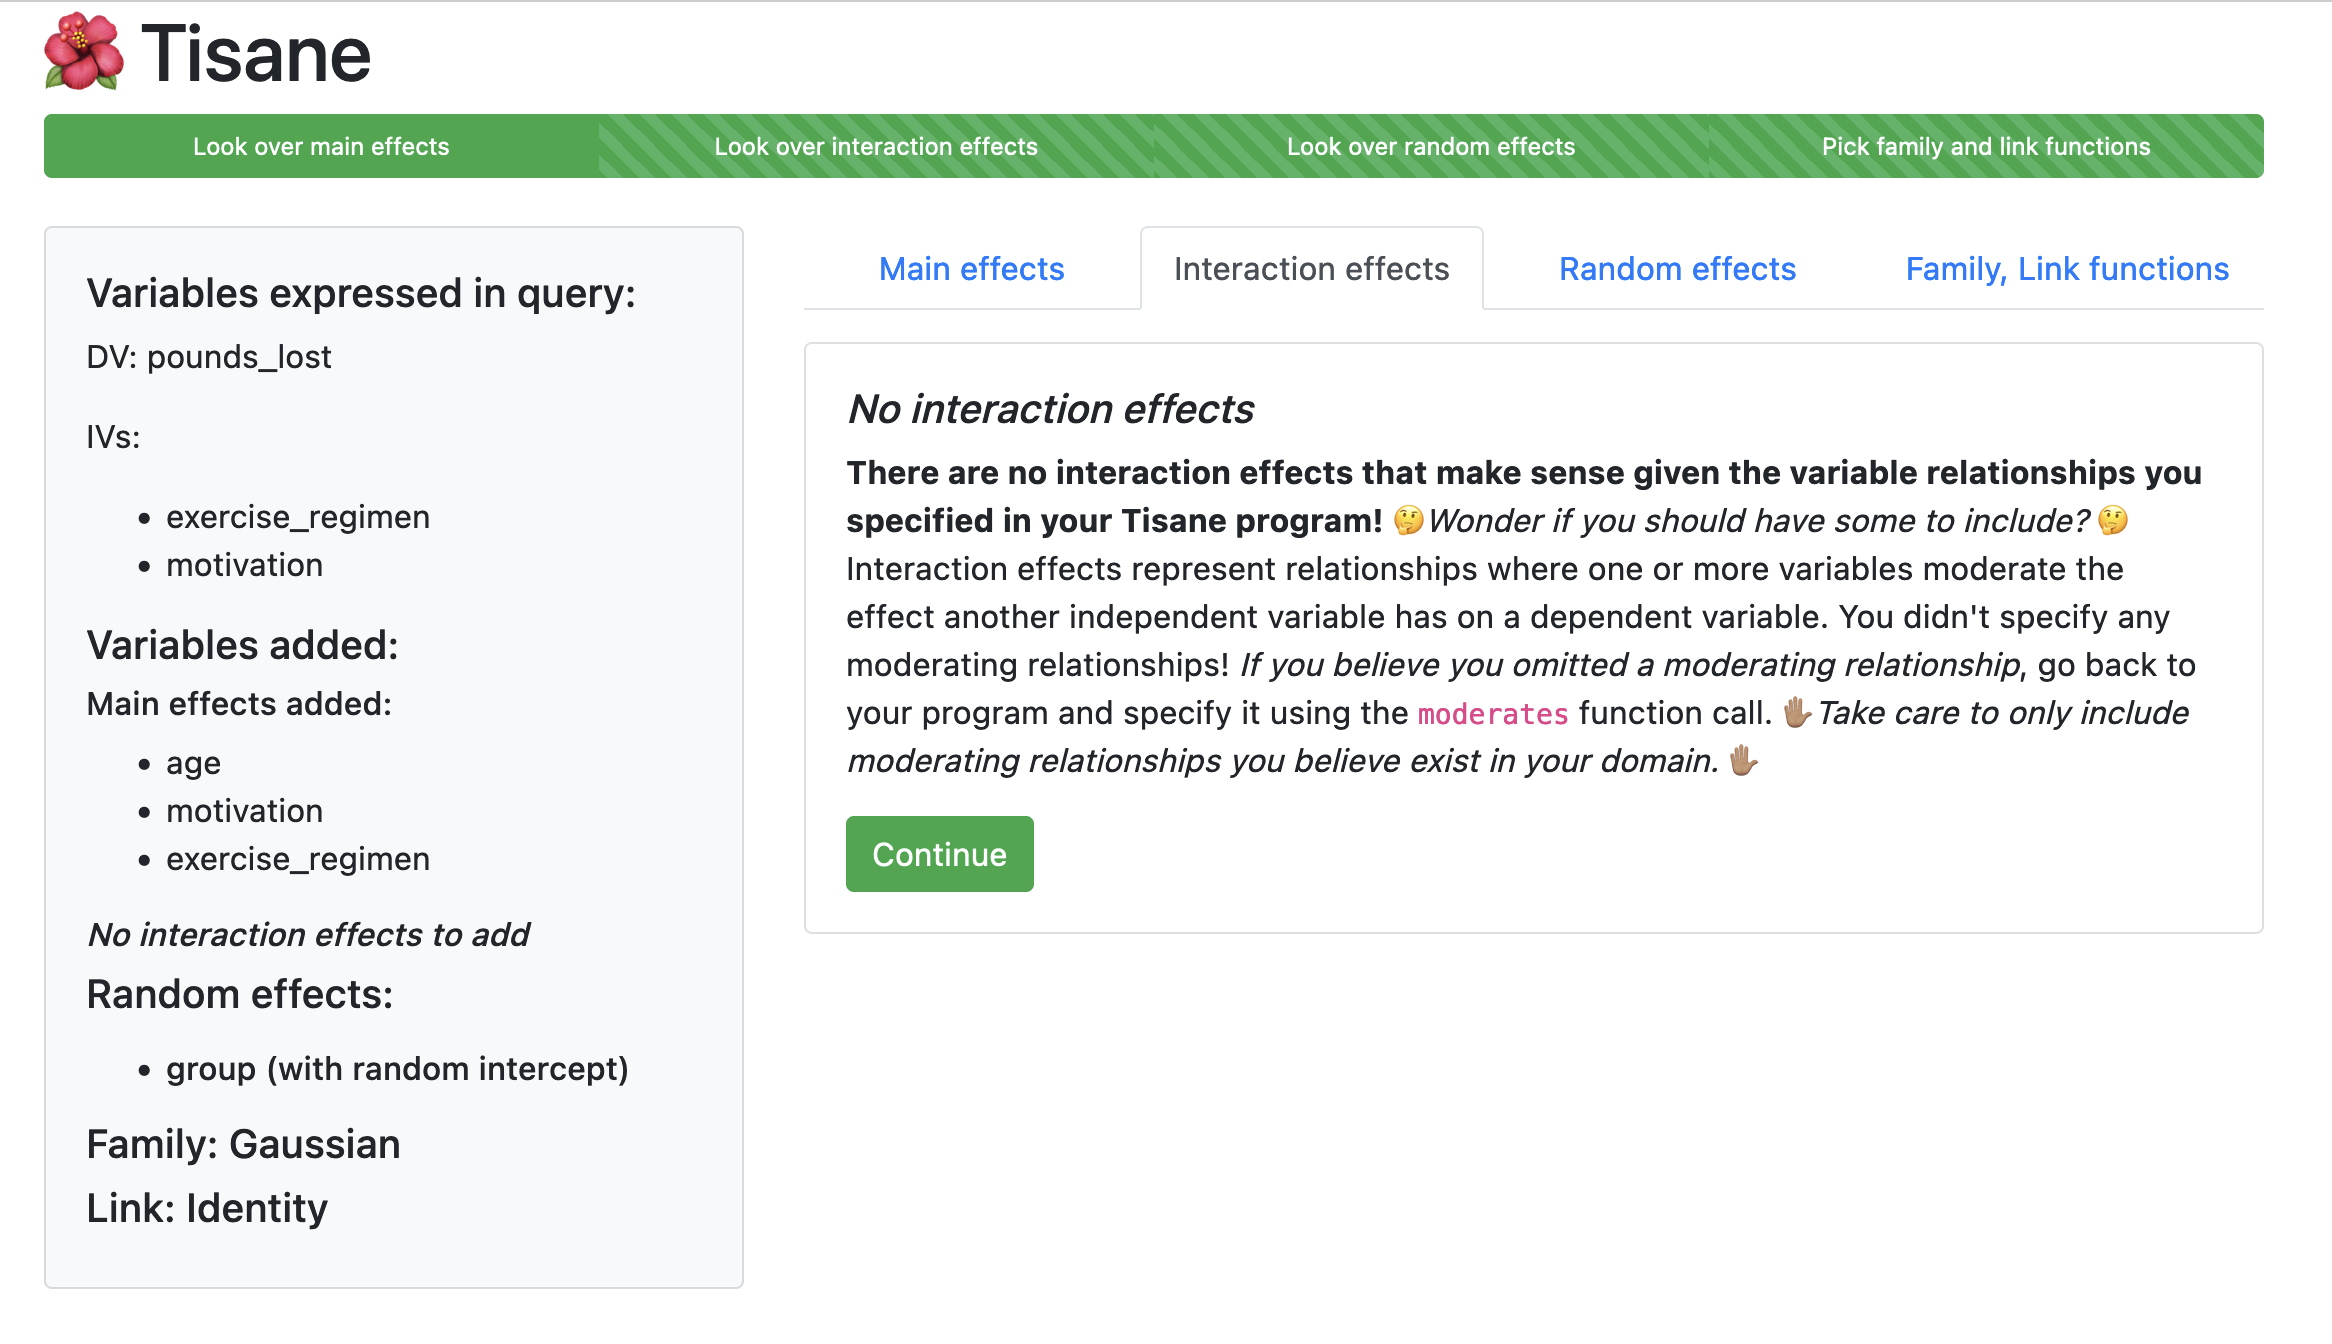 Tisane
Look over main effects
Look over interaction effects
Look over random effects
Pick family and link functions
Variables expressed in query:
DV: pounds_lost
IVs:
• exercise_regimen
• motivation
Variables added:
Main effects added:
• age
• motivation
• exercise_regimen
No interaction effects to add
Random effects:
• group (with random intercept)
Family: Gaussian
Link: Identity
Main effects
Interaction effects
Random effects
Family, Link functions
No interaction effects
There are no interaction effects that make sense given the variable relationships you
specified in your Tisane program! 🤔Wonder if you should have some to include? 🤔
Interaction effects represent relationships where one or more variables moderate the
effect another independent variable has on a dependent variable. You didn't specify any
moderating relationships! If you believe you omitted a moderating relationship, go back to
your program and specify it using the moderates function call. 🖐🏽Take care to only include
moderating relationships you believe exist in your domain. 🖐🏽
Continue